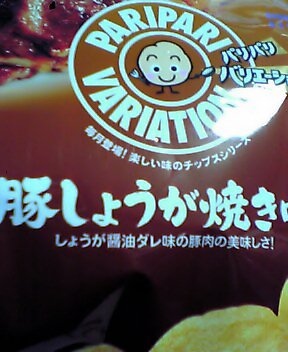 PARIPARI
VARIATION
パリパリ
バリエーシ
毎月登場!楽しい味のチップスシリーズ
豚しょうが焼き
しょうが醤油ダレ味の豚肉の美味しさ!